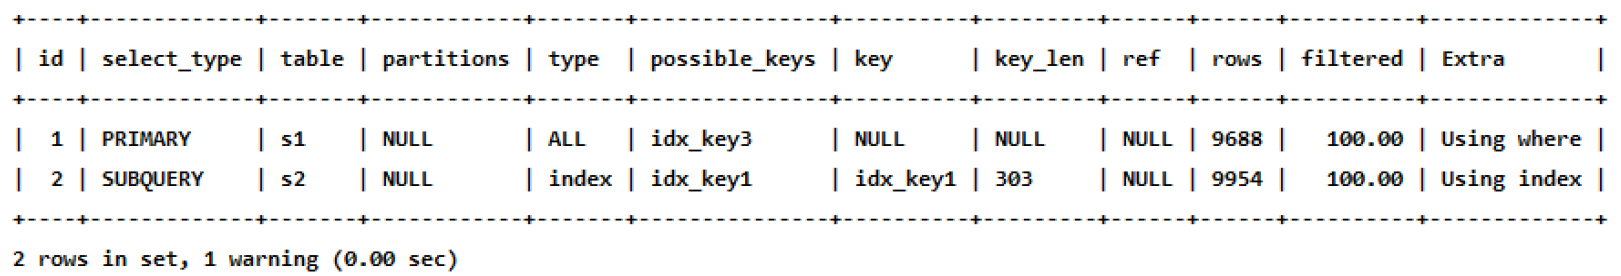 +----+-------------+-------+------------+-------+---------------+----------+---------+------+------+----------+-------------+
| id | select_type | table | partitions | type  | possible_keys | key      | key_len | ref  | rows | filtered | Extra       |
+----+-------------+-------+------------+-------+---------------+----------+---------+------+------+----------+-------------+
|  1 | PRIMARY     | s1    | NULL       | ALL   | idx_key3      | NULL     | NULL    | NULL | 9688 |   100.00 | Using where |
|  2 | SUBQUERY    | s2    | NULL       | index | idx_key1      | idx_key1 | 303     | NULL | 9954 |   100.00 | Using index |
+----+-------------+-------+------------+-------+---------------+----------+---------+------+------+----------+-------------+
2 rows in set, 1 warning (0.00 sec)